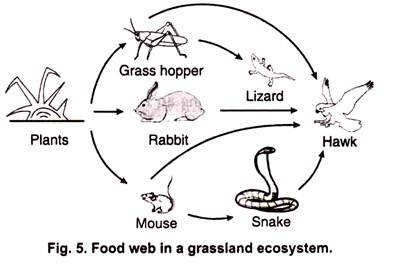 Grass hopper
Lizard
Plants
Rabbit
Hawk
Mouse
Snake
Fig. 5. Food web in a grassland ecosystem.